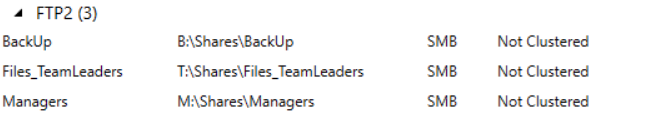 FTP2 (3)
BackUp B:\Shares\BackUp SMB Not Clustered
Files_TeamLeaders T:\Shares\Files_TeamLeaders SMB Not Clustered
Managers M:\Shares\Managers SMB Not Clustered